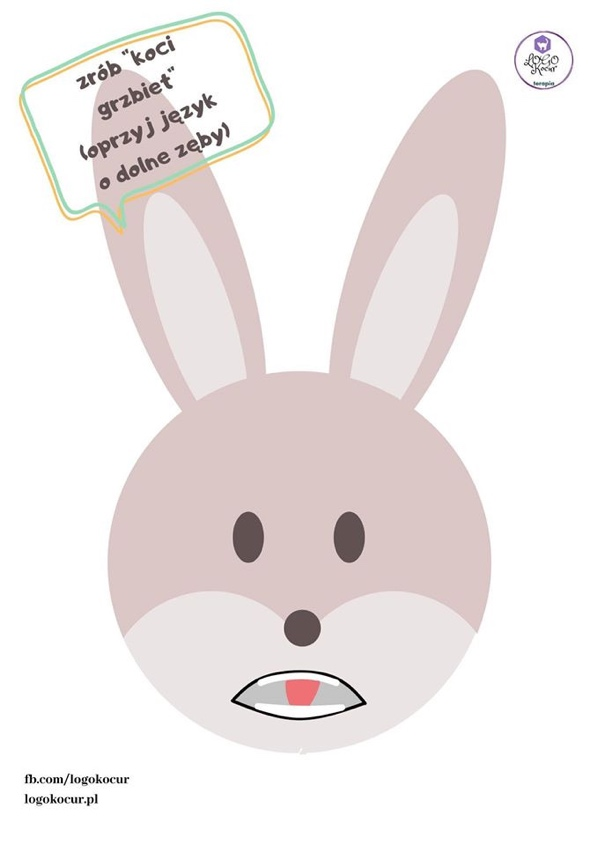 zrób "koci
grzbiet"
(oprzyj język
o dolne zęby)
LOGO
Kocur
terapia
fb.com/logokocur
logokocur.pl